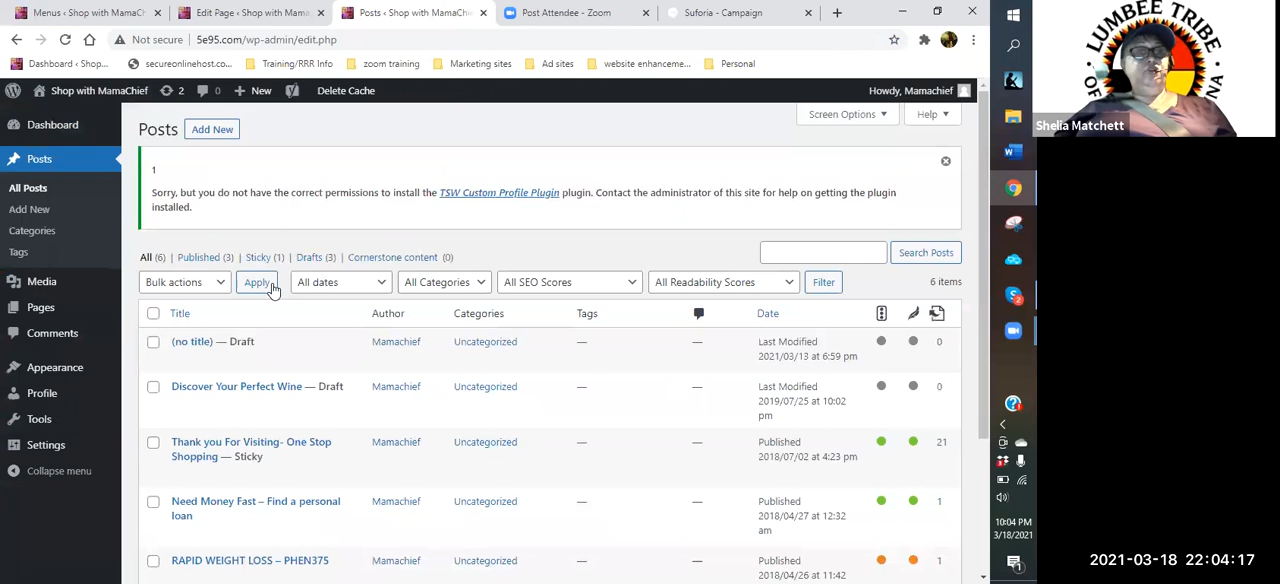 Menus ‹ Shop with MamaCh
Edit Page ‹ Shop with Mama
Posts ‹ Shop with MamaChie
Post Attendee - Zoom
Suforia - Campaign
Not secure
5e95.com/wp-admin/edit.php
Dashboard ‹ Shop...
secureonlinehost.co...
Training/RRR Info
zoom training
Marketing sites
Ad sites
website enhanceme...
Personal
Shop with MamaChief
2
0
New
Delete Cache
Howdy, Mamachief
Dashboard
Posts
All Posts
Add New
Categories
Tags
Media
Pages
Comments
Appearance
Profile
Tools
Settings
Collapse menu
Posts
Add New
Screen Options
Help
1
Sorry, but you do not have the correct permissions to install the TSW Custom Profile Plugin plugin. Contact the administrator of this site for help on getting the plugin
installed.
All (6) | Published (3) | Sticky (1) | Drafts (3) | Cornerstone content (0)
Search Posts
Bulk actions
Apply
All dates
All Categories
All SEO Scores
All Readability Scores
Filter
6 items
Title
Author
Categories
Tags
Date
(no title) — Draft
Mamachief
Uncategorized
—
—
Last Modified
2021/03/13 at 6:59 pm
0
Discover Your Perfect Wine — Draft
Mamachief
Uncategorized
—
—
Last Modified
2019/07/25 at 10:02
pm
0
Thank you For Visiting- One Stop
Shopping — Sticky
Mamachief
Uncategorized
—
—
Published
2018/07/02 at 4:23 pm
21
Need Money Fast – Find a personal
loan
Mamachief
Uncategorized
—
—
Published
2018/04/27 at 12:32
am
1
RAPID WEIGHT LOSS – PHEN375
Mamachief
Uncategorized
—
—
Published
2018/04/26 at 11:42
1
LUMBEE TRIBE
OF
NA
Shelia Matchett
10:04 PM
3/18/2021
2021-03-18 22:04:17